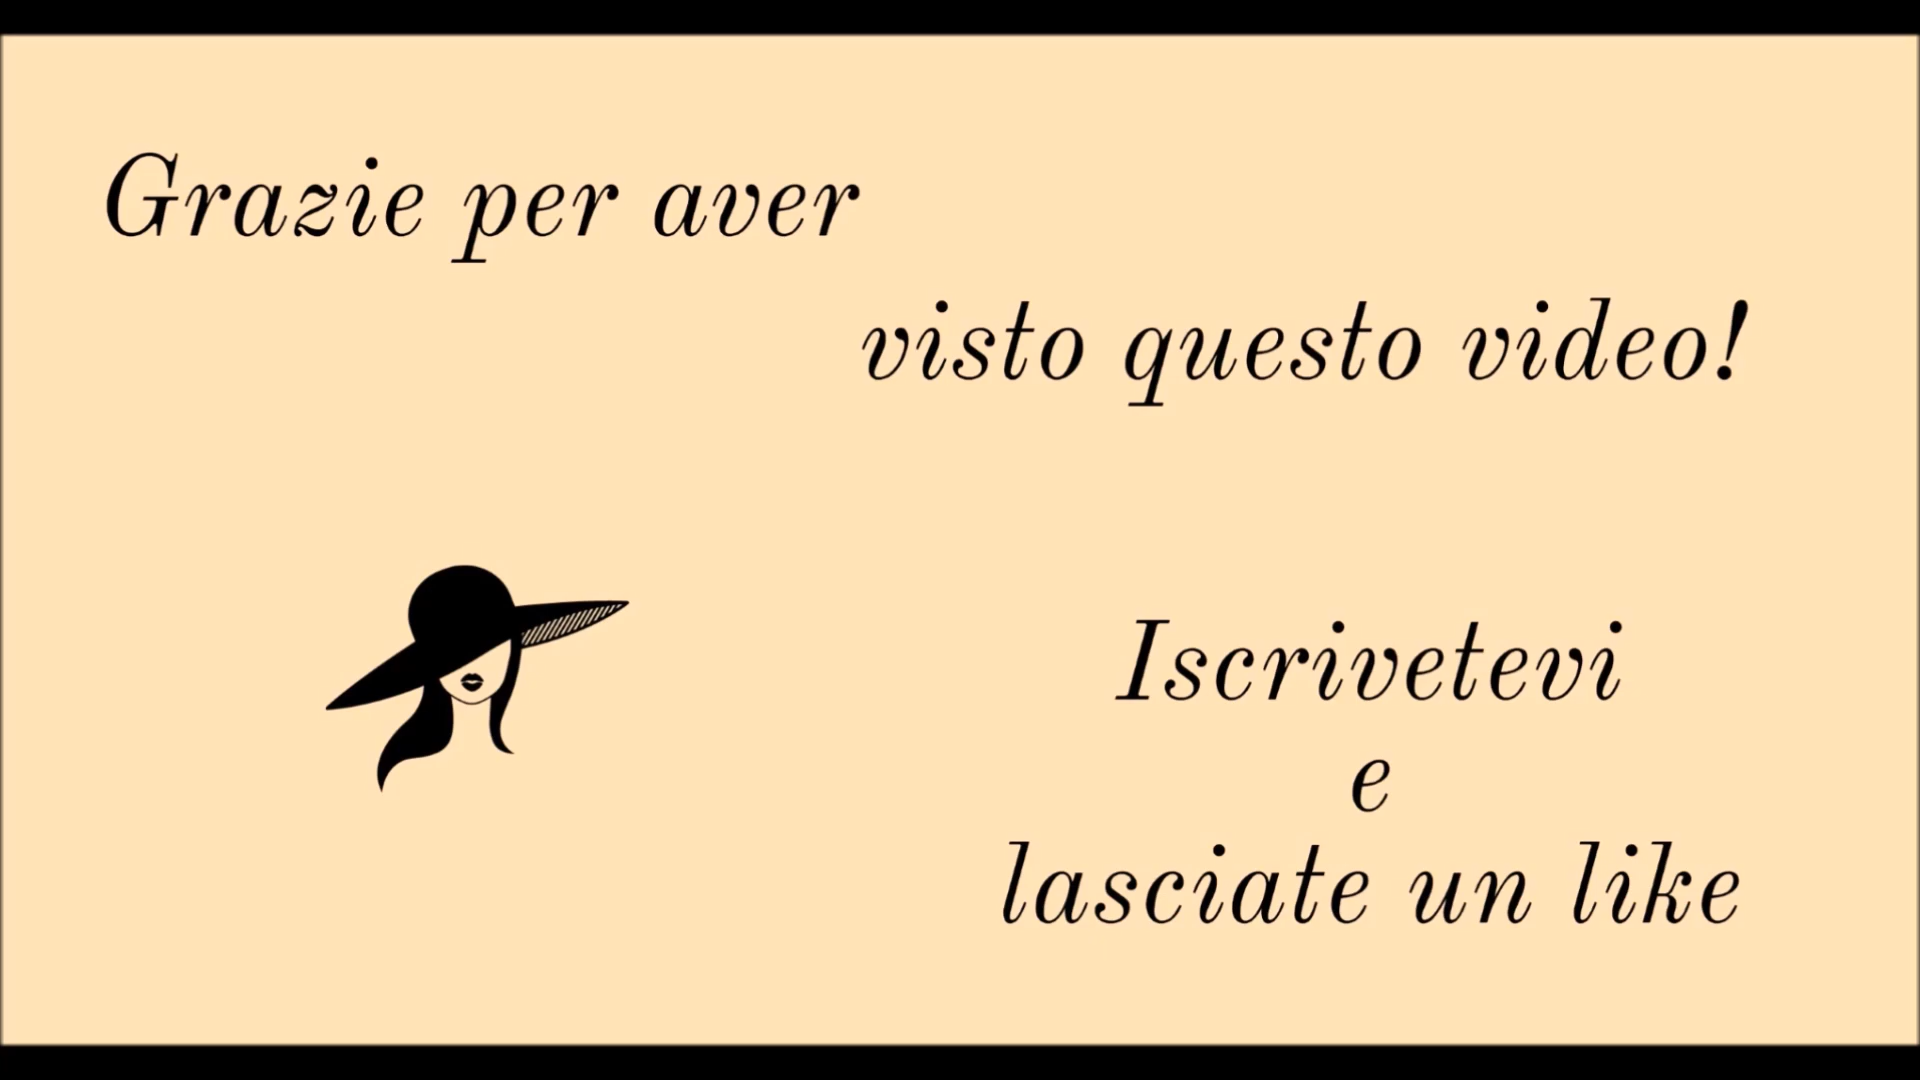 Grazie per aver
visto questo video!
Iscrivetevi
e
lasciate un like